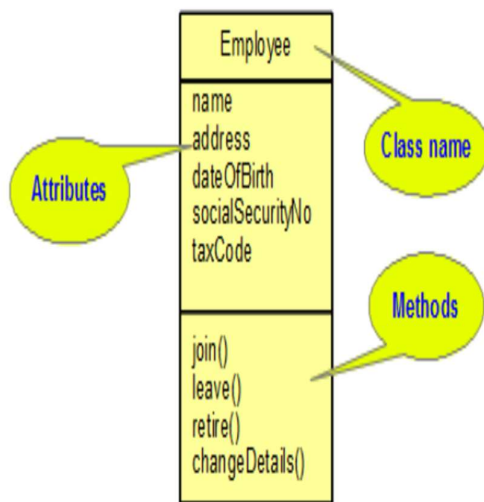 Employee
Class name
name
address
dateOfBirth
socialSecurityNo
taxCode
Attributes
Methods
join()
leave()
retire()
changeDetails()